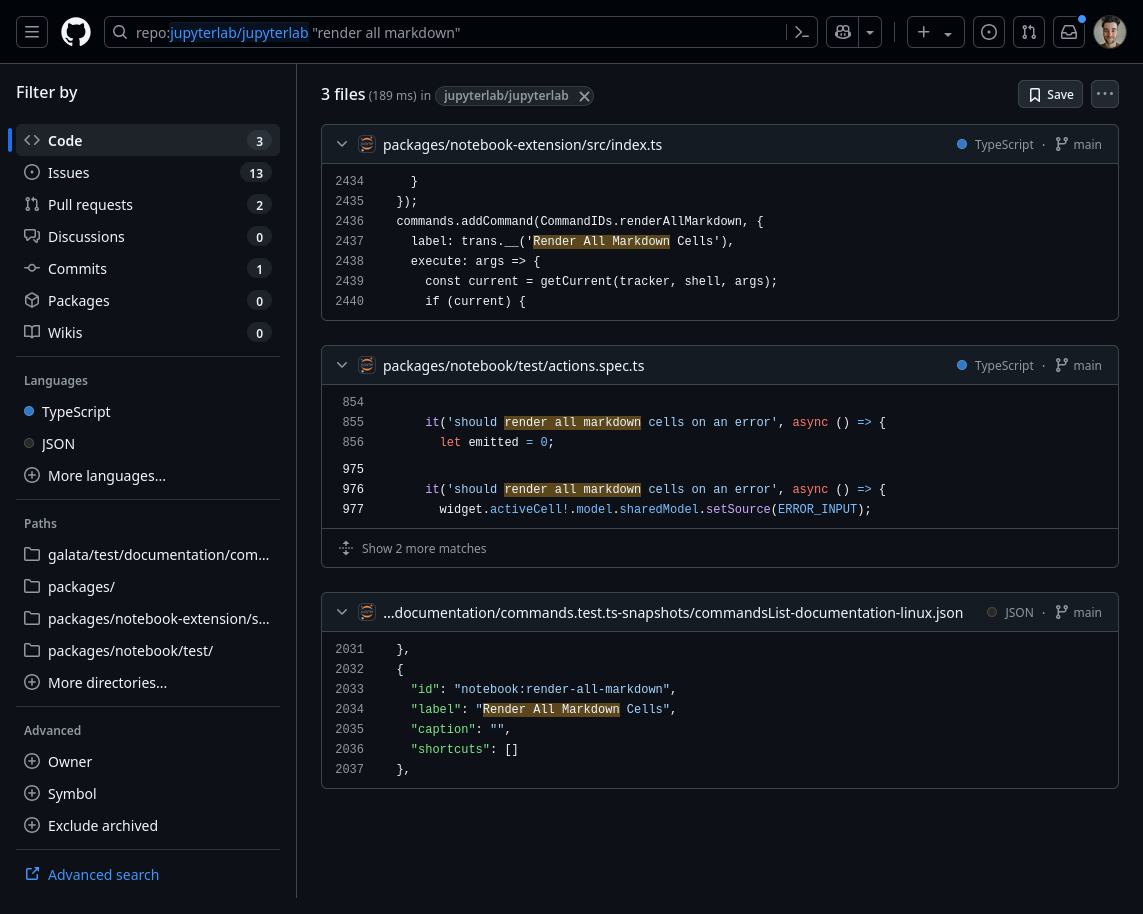 repo:jupyterlab/jupyterlab "render all markdown"
Filter by
Code 3
Issues 13
Pull requests 2
Discussions 0
Commits 1
Packages 0
Wikis 0
Languages
TypeScript
JSON
More languages...
Paths
galata/test/documentation/com...
packages/
packages/notebook-extension/s...
packages/notebook/test/
More directories...
Advanced
Owner
Symbol
Exclude archived
Advanced search
3 files (189 ms) in jupyterlab/jupyterlab
Save
packages/notebook-extension/src/index.ts TypeScript · main
2434 }
2435 });
2436 commands.addCommand(CommandIDs.renderAllMarkdown, {
2437 label: trans.__('Render All Markdown Cells'),
2438 execute: args => {
2439 const current = getCurrent(tracker, shell, args);
2440 if (current) {
packages/notebook/test/actions.spec.ts TypeScript · main
854
855 it('should render all markdown cells on an error', async () => {
856 let emitted = 0;
975
976 it('should render all markdown cells on an error', async () => {
977 widget.activeCell!.model.sharedModel.setSource(ERROR_INPUT);
Show 2 more matches
...documentation/commands.test.ts-snapshots/commandsList-documentation-linux.json JSON · main
2031 },
2032 {
2033 "id": "notebook:render-all-markdown",
2034 "label": "Render All Markdown Cells",
2035 "caption": "",
2036 "shortcuts": []
2037 },